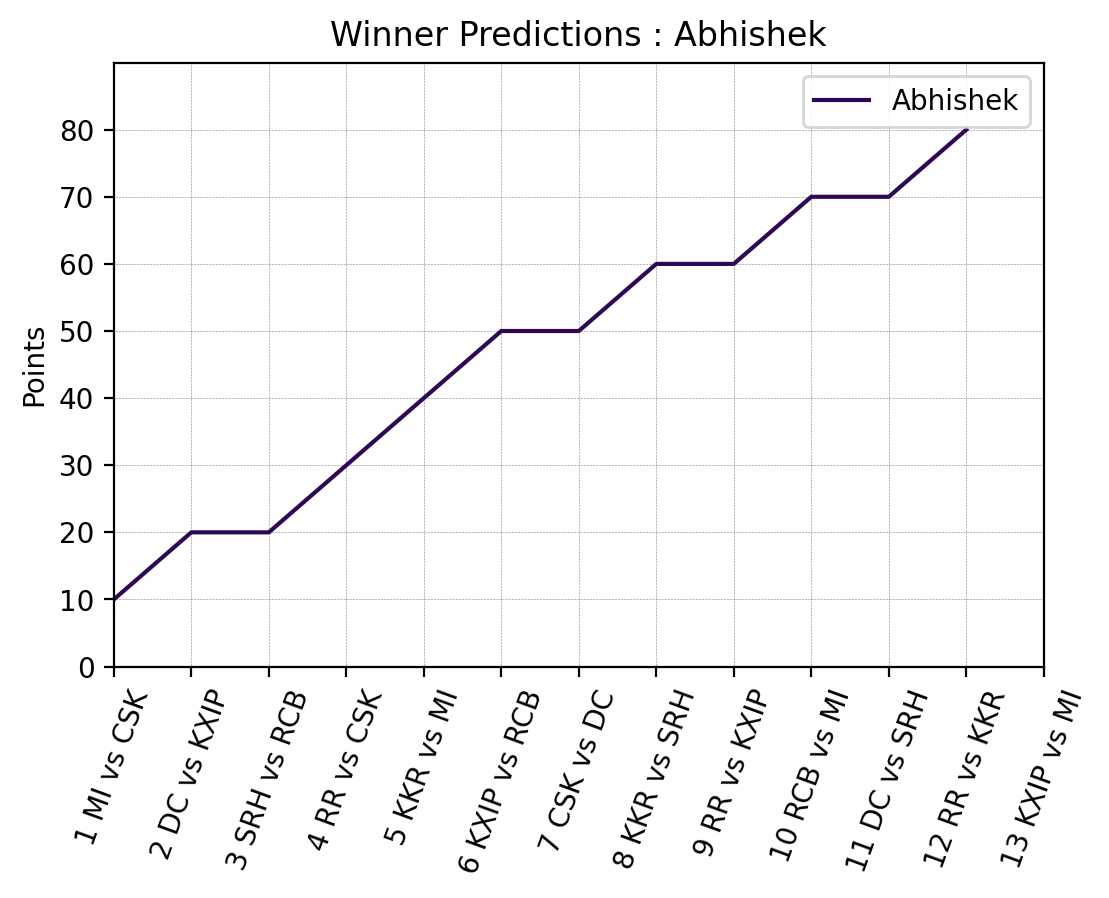 Winner Predictions : Abhishek
Abhishek
Points
80
70
60
50
40
30
20
10
0
1 MI vs CSK
2 DC vs KXIP
3 SRH vs RCB
4 RR vs CSK
5 KKR vs MI
6 KXIP vs RCB
7 CSK vs DC
8 KKR vs SRH
9 RR vs KXIP
10 RCB vs MI
11 DC vs SRH
12 RR vs KKR
13 KXIP vs MI